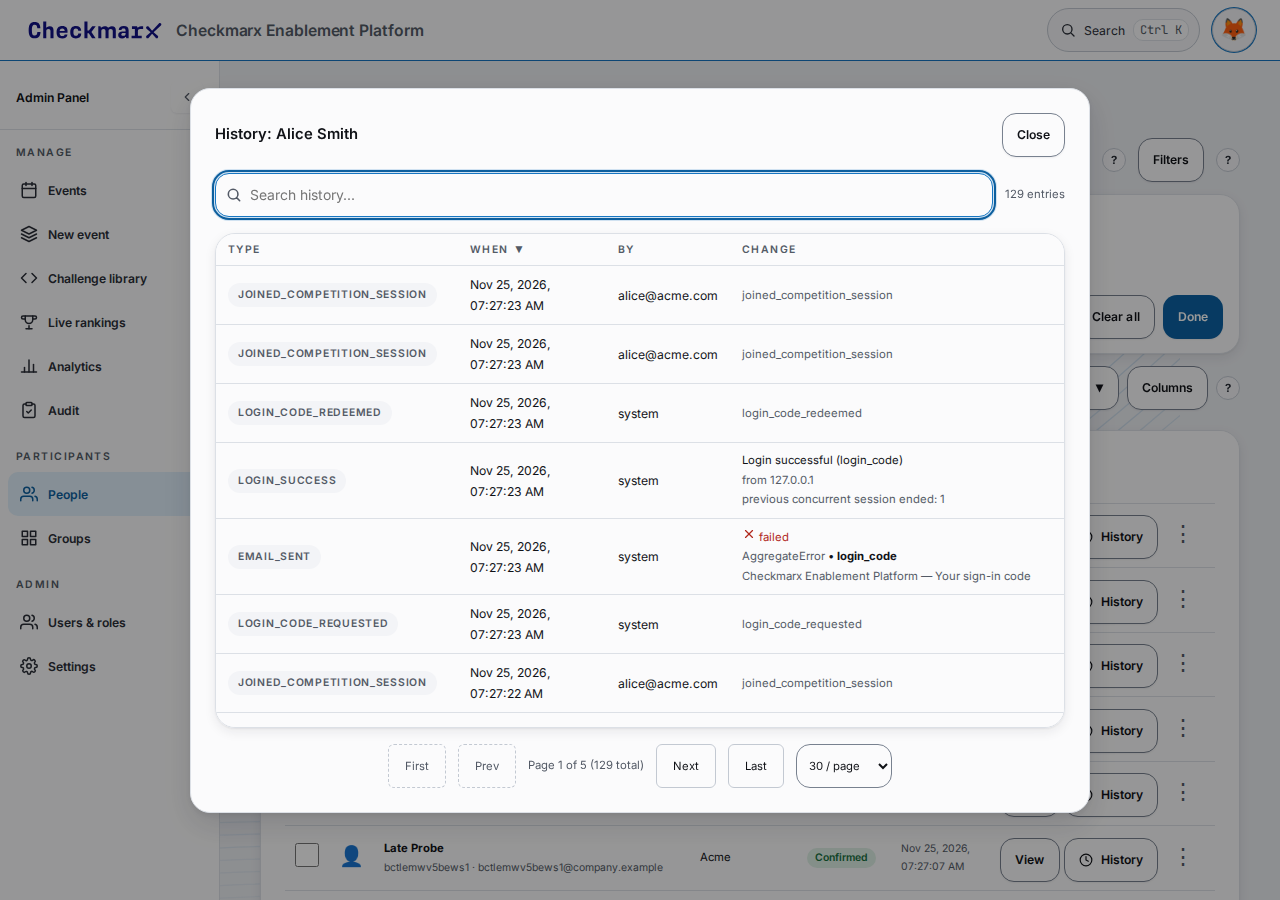 Checkmarx Checkmarx Enablement Platform Search Ctrl K
Admin Panel
MANAGE
Events
New event
Challenge library
Live rankings
Analytics
Audit
PARTICIPANTS
People
Groups
ADMIN
Users & roles
Settings
History: Alice Smith Close
Search history... 129 entries
TYPE WHEN ▼ BY CHANGE
JOINED_COMPETITION_SESSION Nov 25, 2026, 07:27:23 AM alice@acme.com joined_competition_session
JOINED_COMPETITION_SESSION Nov 25, 2026, 07:27:23 AM alice@acme.com joined_competition_session
LOGIN_CODE_REDEEMED Nov 25, 2026, 07:27:23 AM system login_code_redeemed
LOGIN_SUCCESS Nov 25, 2026, 07:27:23 AM system Login successful (login_code)
from 127.0.0.1
previous concurrent session ended: 1
EMAIL_SENT Nov 25, 2026, 07:27:23 AM system ✕ failed
AggregateError • login_code
Checkmarx Enablement Platform — Your sign-in code
LOGIN_CODE_REQUESTED Nov 25, 2026, 07:27:23 AM system login_code_requested
JOINED_COMPETITION_SESSION Nov 25, 2026, 07:27:22 AM alice@acme.com joined_competition_session
First Prev Page 1 of 5 (129 total) Next Last 30 / page
? Filters ?
Clear all Done
▼ Columns ?
History
History
History
History
History
Late Probe
bctlemwv5bews1 · bctlemwv5bews1@company.example
Acme Confirmed Nov 25, 2026,
07:27:07 AM
View History